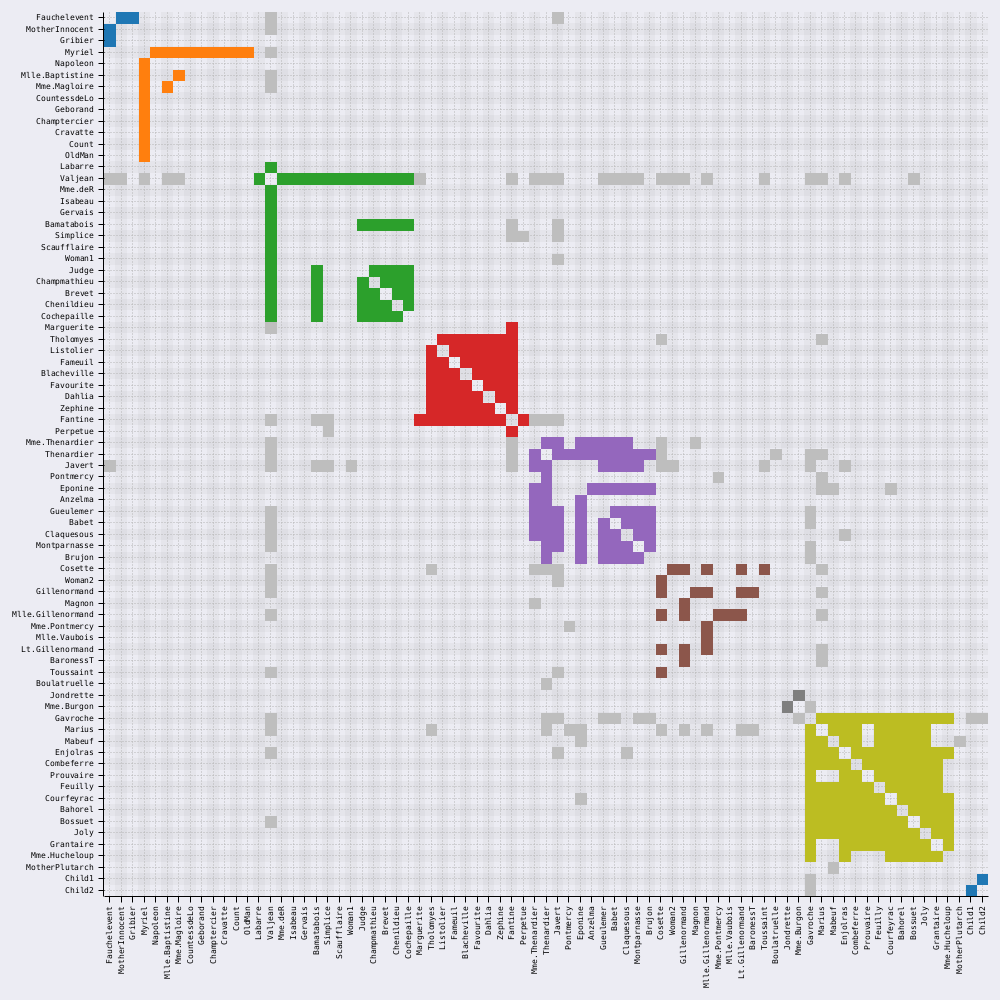 Fauchelevent
MotherInnocent
Gribier
Myriel
Napoleon
Mlle.Baptistine
Mme.Magloire
CountessdeLo
Geborand
Champtercier
Cravatte
Count
OldMan
Labarre
Valjean
Mme.deR
Isabeau
Gervais
Bamatabois
Simplice
Scaufflaire
Woman1
Judge
Champmathieu
Brevet
Chenildieu
Cochepaille
Marguerite
Tholomyes
Listolier
Fameuil
Blacheville
Favourite
Dahlia
Zephine
Fantine
Perpetue
Mme.Thenardier
Thenardier
Javert
Pontmercy
Eponine
Anzelma
Gueulemer
Babet
Claquesous
Montparnasse
Brujon
Cosette
Woman2
Gillenormand
Magnon
Mlle.Gillenormand
Mme.Pontmercy
Mlle.Vaubois
Lt.Gillenormand
BaronessT
Toussaint
Boulatruelle
Jondrette
Mme.Burgon
Gavroche
Marius
Mabeuf
Enjolras
Combeferre
Prouvaire
Feuilly
Courfeyrac
Bahorel
Bossuet
Joly
Grantaire
Mme.Hucheloup
MotherPlutarch
Child1
Child2
Fauchelevent
MotherInnocent
Gribier
Myriel
Napoleon
Mlle.Baptistine
Mme.Magloire
CountessdeLo
Geborand
Champtercier
Cravatte
Count
OldMan
Labarre
Valjean
Mme.deR
Isabeau
Gervais
Bamatabois
Simplice
Scaufflaire
Woman1
Judge
Champmathieu
Brevet
Chenildieu
Cochepaille
Marguerite
Tholomyes
Listolier
Fameuil
Blacheville
Favourite
Dahlia
Zephine
Fantine
Perpetue
Mme.Thenardier
Thenardier
Javert
Pontmercy
Eponine
Anzelma
Gueulemer
Babet
Claquesous
Montparnasse
Brujon
Cosette
Woman2
Gillenormand
Magnon
Mlle.Gillenormand
Mme.Pontmercy
Mlle.Vaubois
Lt.Gillenormand
BaronessT
Toussaint
Boulatruelle
Jondrette
Mme.Burgon
Gavroche
Marius
Mabeuf
Enjolras
Combeferre
Prouvaire
Feuilly
Courfeyrac
Bahorel
Bossuet
Joly
Grantaire
Mme.Hucheloup
MotherPlutarch
Child1
Child2